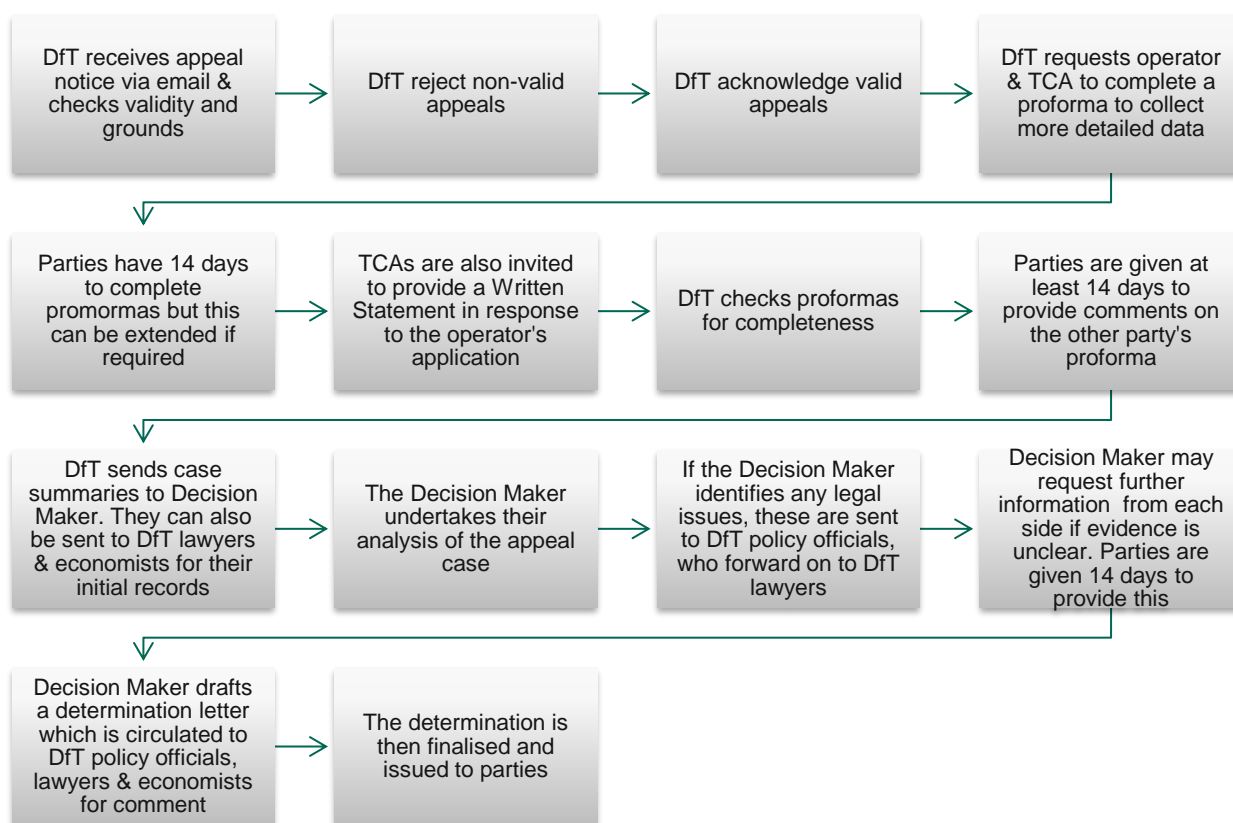 DfT receives appeal
notice via email &
checks validity and
grounds
DfT reject non-valid
appeals
DfT acknowledge valid
appeals
DfT requests operator
& TCA to complete a
proforma to collect
more detailed data
Parties have 14 days
to complete
promormas but this
can be extended if
required
TCAs are also invited
to provide a Written
Statement in response
to the operator's
application
DfT checks proformas
for completeness
Parties are given at
least 14 days to
provide comments on
the other party's
proforma
DfT sends case
summaries to Decision
Maker. They can also
be sent to DfT lawyers
& economists for their
initial records
The Decision Maker
undertakes their
analysis of the appeal
case
If the Decision Maker
identifies any legal
issues, these are sent
to DfT policy officials,
who forward on to DfT
lawyers
Decision Maker may
request further
information from each
side if evidence is
unclear. Parties are
given 14 days to
provide this
Decision Maker drafts
a determination letter
which is circulated to
DfT policy officials,
lawyers & economists
for comment
The determination is
then finalised and
issued to parties